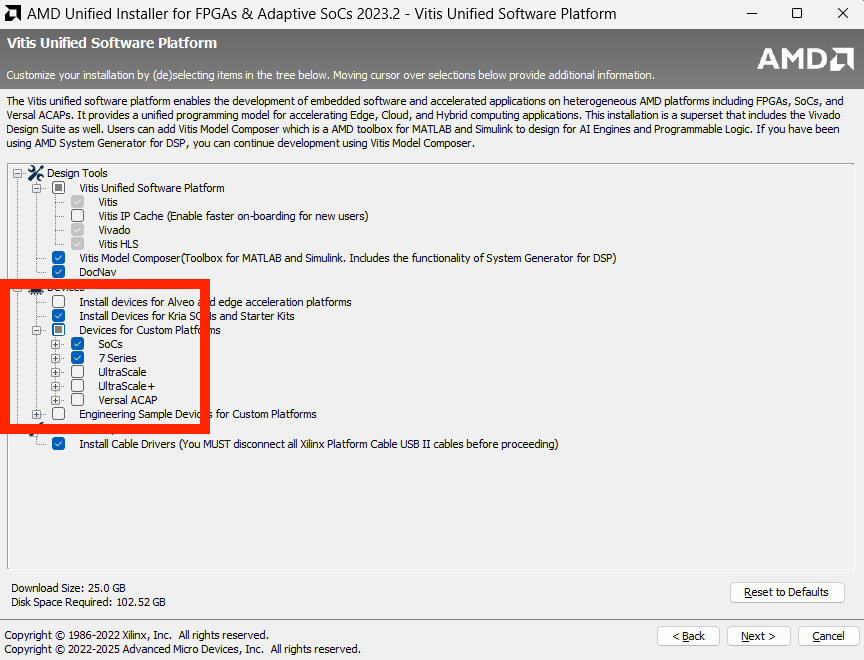 AMD Unified Installer for FPGAs & Adaptive SoCs 2023.2 - Vitis Unified Software Platform
Vitis Unified Software Platform
Customize your installation by (de)selecting items in the tree below. Moving cursor over selections below provide additional information.
AMD
The Vitis unified software platform enables the development of embedded software and accelerated applications on heterogeneous AMD platforms including FPGAs, SoCs, and
Versal ACAPs. It provides a unified programming model for accelerating Edge, Cloud, and Hybrid computing applications. This installation is a superset that includes the Vivado
Design Suite as well. Users can add Vitis Model Composer which is a AMD toolbox for MATLAB and Simulink to design for AI Engines and Programmable Logic. If you have been
using AMD System Generator for DSP, you can continue development using Vitis Model Composer.
Design Tools
Vitis Unified Software Platform
Vitis
Vitis IP Cache (Enable faster on-boarding for new users)
Vivado
Vitis HLS
Vitis Model Composer(Toolbox for MATLAB and Simulink. Includes the functionality of System Generator for DSP)
DocNav
Install devices for Alveo and edge acceleration platforms
Install Devices for Kria SOMs and Starter Kits
Devices for Custom Platforms
SoCs
7 Series
UltraScale
UltraScale+
Versal ACAP
Engineering Sample Devices for Custom Platforms
Install Cable Drivers (You MUST disconnect all Xilinx Platform Cable USB II cables before proceeding)
Download Size: 25.0 GB
Disk Space Required: 102.52 GB
Reset to Defaults
Copyright © 1986-2022 Xilinx, Inc. All rights reserved.
Copyright © 2022-2025 Advanced Micro Devices, Inc. All rights reserved.
< Back
Next >
Cancel